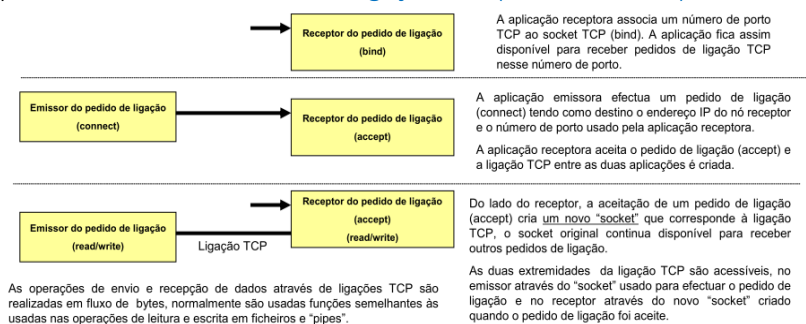 Receptor do pedido de ligação
(bind)
A aplicação receptora associa um número de porto
TCP ao socket TCP (bind). A aplicação fica assim
disponível para receber pedidos de ligação TCP
nesse número de porto.
Emissor do pedido de ligação
(connect)
Receptor do pedido de ligação
(accept)
A aplicação emissora efectua um pedido de ligação
(connect) tendo como destino o endereço IP do nó receptor
e o número de porto usado pela aplicação receptora.
A aplicação receptora aceita o pedido de ligação (accept) e
a ligação TCP entre as duas aplicações é criada.
Emissor do pedido de ligação
(read/write)
Ligação TCP
Receptor do pedido de ligação
(accept)
(read/write)
Do lado do receptor, a aceitação de um pedido de ligação
(accept) cria um novo “socket” que corresponde à ligação
TCP, o socket original continua disponível para receber
outros pedidos de ligação.
As duas extremidades da ligação TCP são acessíveis, no
emissor através do “socket” usado para efectuar o pedido de
ligação e no receptor através do novo “socket” criado
quando o pedido de ligação foi aceite.
As operações de envio e recepção de dados através de ligações TCP são
realizadas em fluxo de bytes, normalmente são usadas funções semelhantes às
usadas nas operações de leitura e escrita em ficheiros e “pipes”.